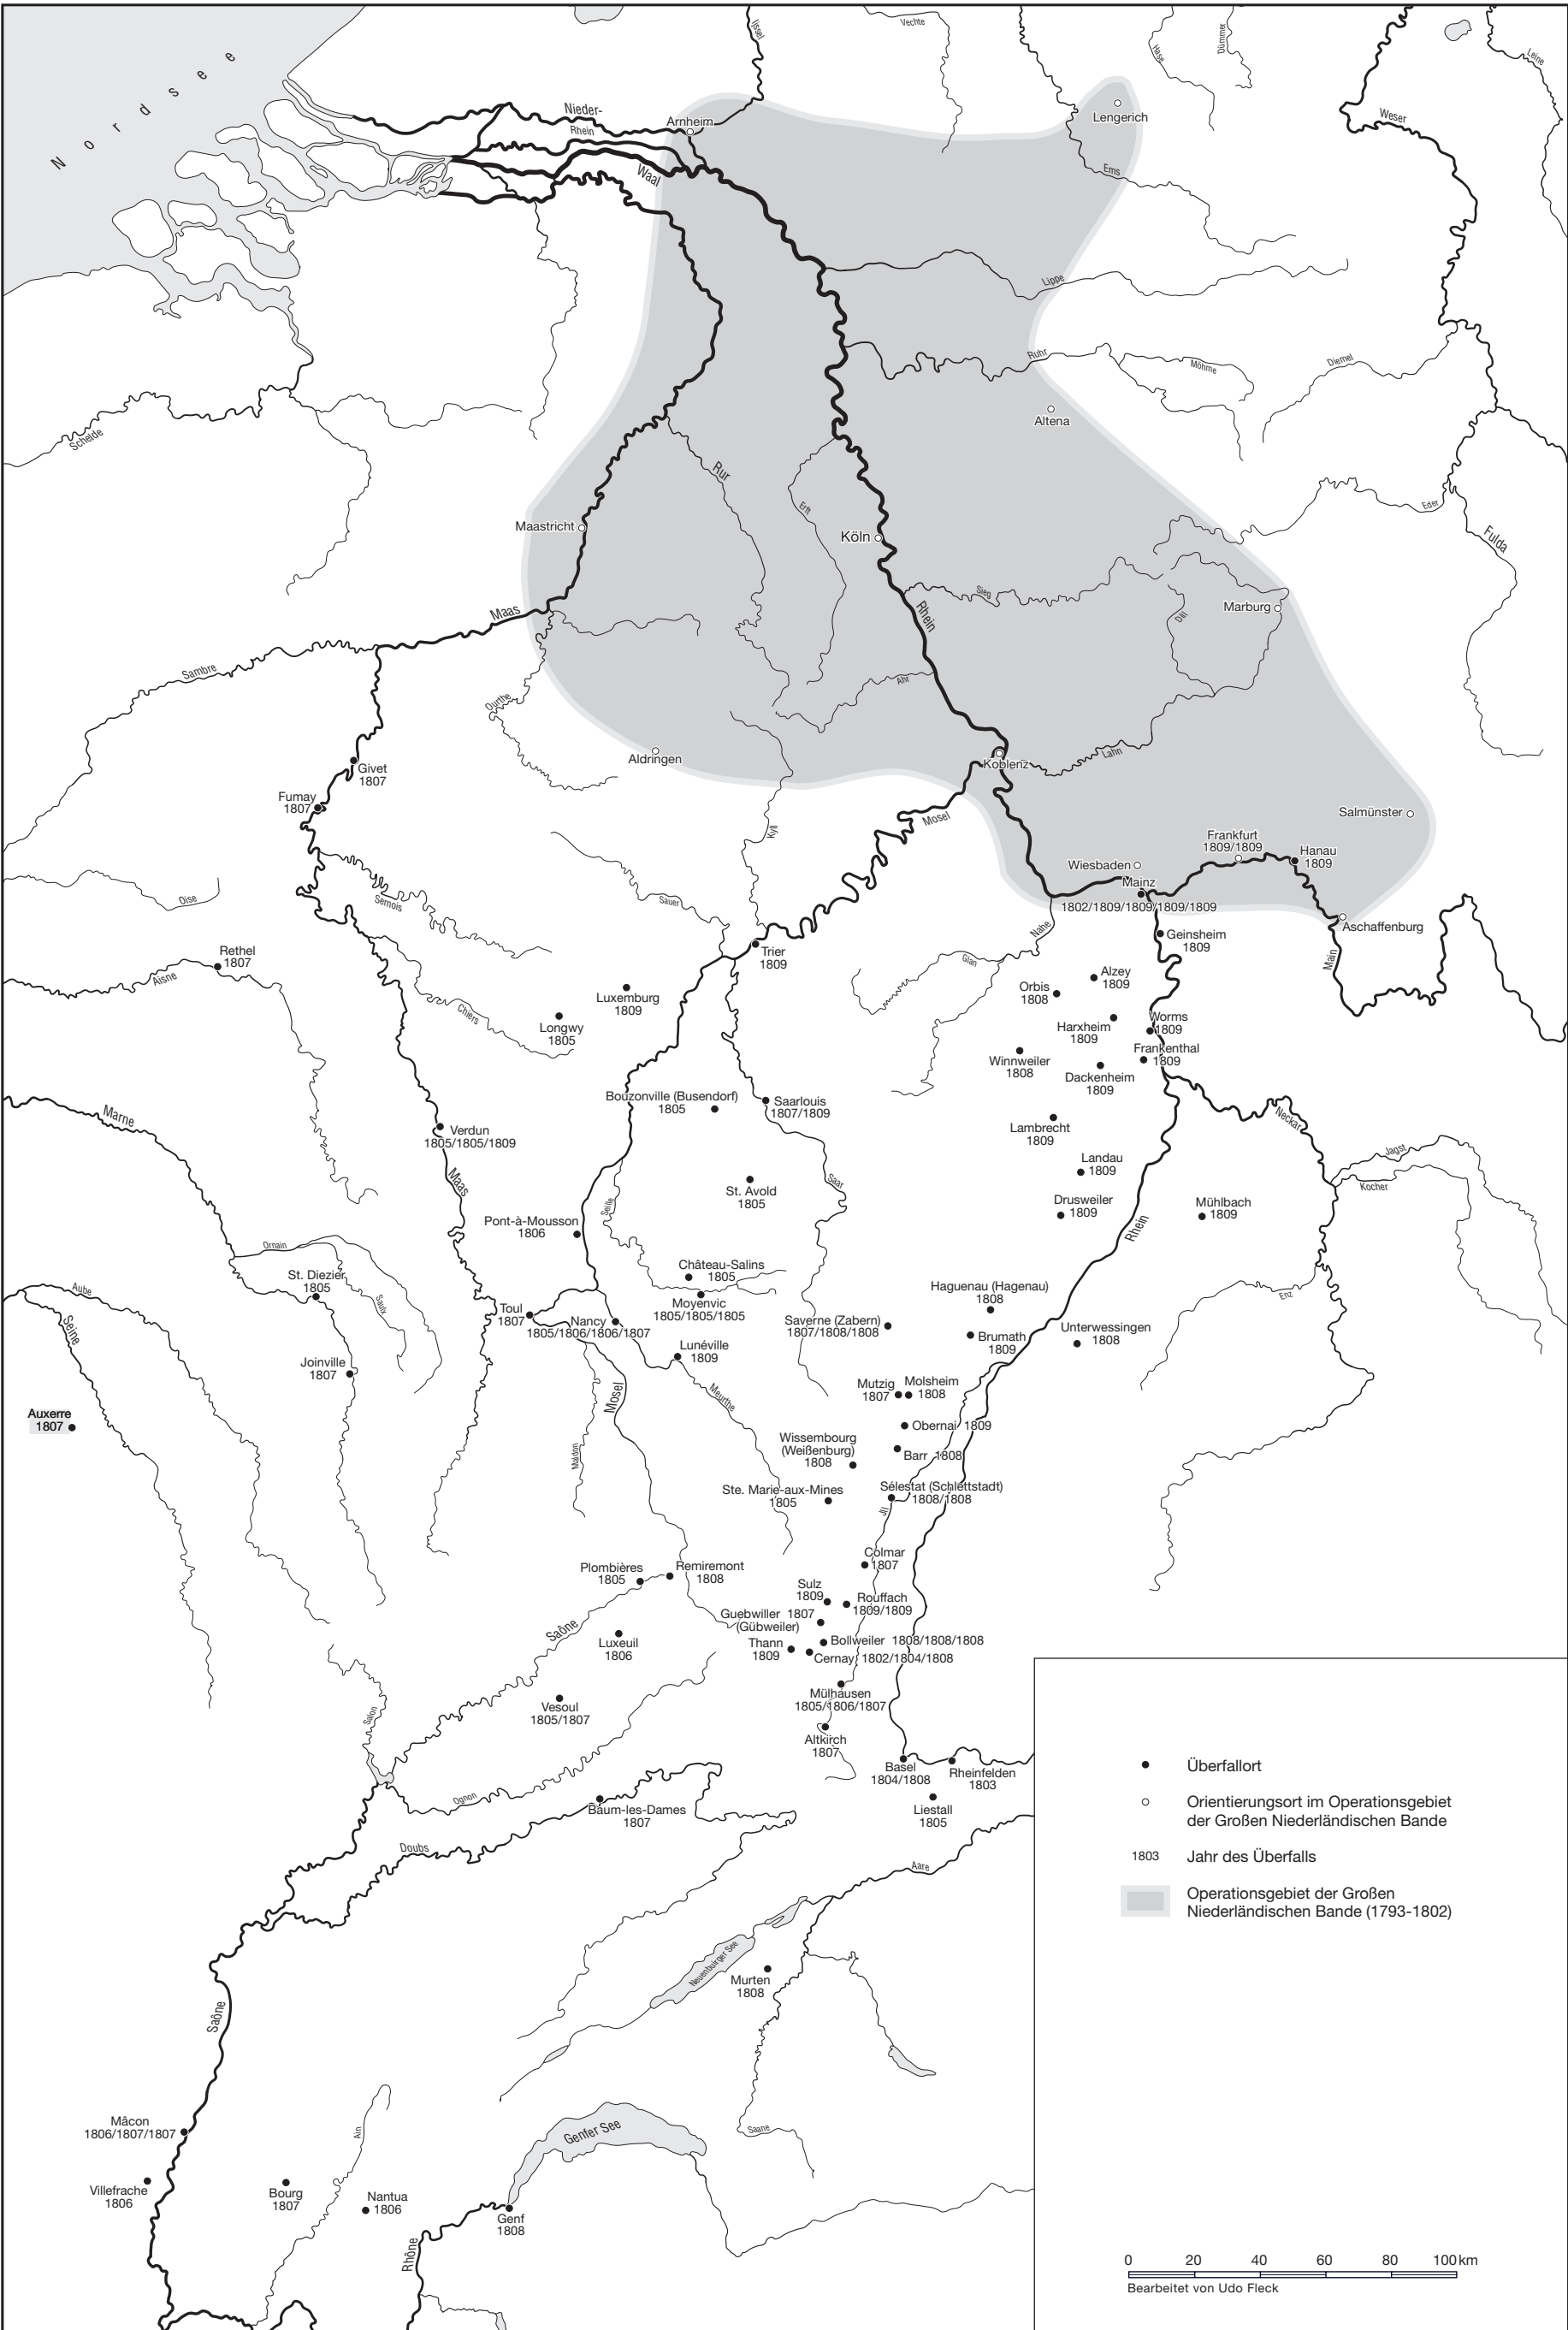 Nordsee
Ijssel
Vechte
Hase
Dümmer
Leine
Weser
Lengerich
Nieder-
Rhein
Arnheim
Waal
Ems
Lippe
Ruhr
Möhme
Diemel
Altena
Schelde
Rur
Erft
Eder
Fulda
Maastricht
Köln
Maas
Rhein
Sieg
Dill
Marburg
Sambre
Ourthe
Ahr
Aldringen
Koblenz
Lahn
Givet
1807
Fumay
1807
Mosel
Kyll
Salmünster
Frankfurt
1809/1809
Hanau
1809
Wiesbaden
Mainz
1802/1809/1809/1809/1809
Oise
Semois
Sauer
Nahe
Aschaffenburg
Main
Geinsheim
1809
Rethel
1807
Aisne
Trier
1809
Glan
Alzey
1809
Orbis
1808
Luxemburg
1809
Longwy
1805
Chiers
Harxheim
1809
Worms
1809
Winnweiler
1808
Frankenthal
1809
Dackenheim
1809
Bouzonville (Busendorf)
1805
Saarlouis
1807/1809
Marne
Verdun
1805/1805/1809
Lambrecht
1809
Neckar
Jagst
Kocher
Maas
Landau
1809
St. Avold
1805
Saar
Seille
Drusweiler
1809
Mühlbach
1809
Rhein
Pont-à-Mousson
1806
Ornain
St. Diezier
1805
Saulx
Château-Salins
1805
Moyenvic
1805/1805/1805
Haguenau (Hagenau)
1808
Enz
Aube
Seine
Toul
1807
Nancy
1805/1806/1806/1807
Saverne (Zabern)
1807/1808/1808
Brumath
1809
Unterwessingen
1808
Lunéville
1809
Joinville
1807
Mosel
Meurthe
Mutzig
1807
Molsheim
1808
Auxerre
1807
Obernai 1809
Wissembourg
(Weißenburg)
1808
Barr 1808
Madon
Ste. Marie-aux-Mines
1805
Sélestat (Schlettstadt)
1808/1808
Jll
Colmar
1807
Plombières
1805
Remiremont
1808
Sulz
1809
Rouffach
1809/1809
Guebwiller 1807
(Gübweiler)
Saône
Luxeuil
1806
Thann
1809
Bollweiler 1808/1808/1808
Cernay 1802/1804/1808
Salon
Vesoul
1805/1807
Mülhausen
1805/1806/1807
Altkirch
1807
Basel
1804/1808
Rheinfelden
1803
Liestall
1805
Ognon
Baum-les-Dames
1807
Doubs
Aare
Neuenburger See
Murten
1808
Saône
Saane
Genfer See
Mâcon
1806/1807/1807
Ain
Villefrache
1806
Bourg
1807
Nantua
1806
Genf
1808
Rhône
Überfallort
Orientierungsort im Operationsgebiet
der Großen Niederländischen Bande
1803 Jahr des Überfalls
Operationsgebiet der Großen
Niederländischen Bande (1793-1802)
0 20 40 60 80 100 km
Bearbeitet von Udo Fleck